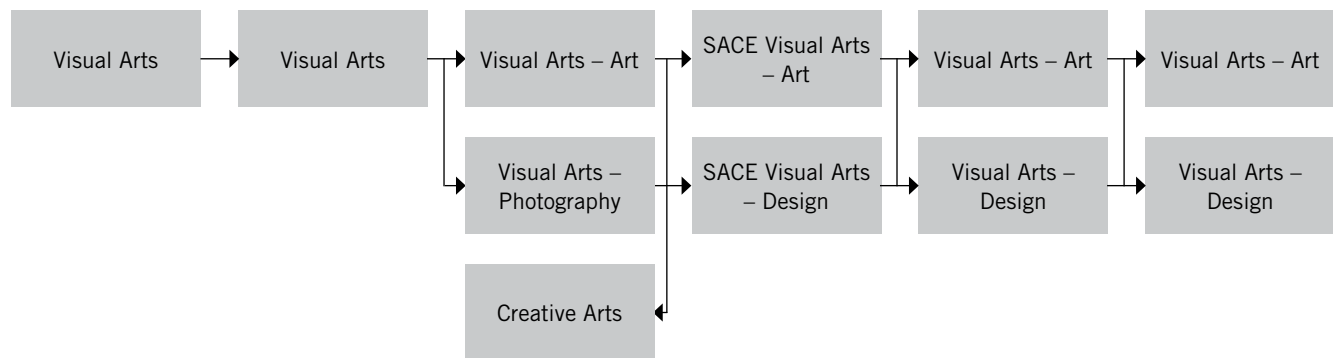 Visual Arts
Visual Arts
Visual Arts – Art
SACE Visual Arts
– Art
Visual Arts – Art
Visual Arts – Art
Visual Arts –
Photography
SACE Visual Arts
– Design
Visual Arts –
Design
Visual Arts –
Design
Creative Arts